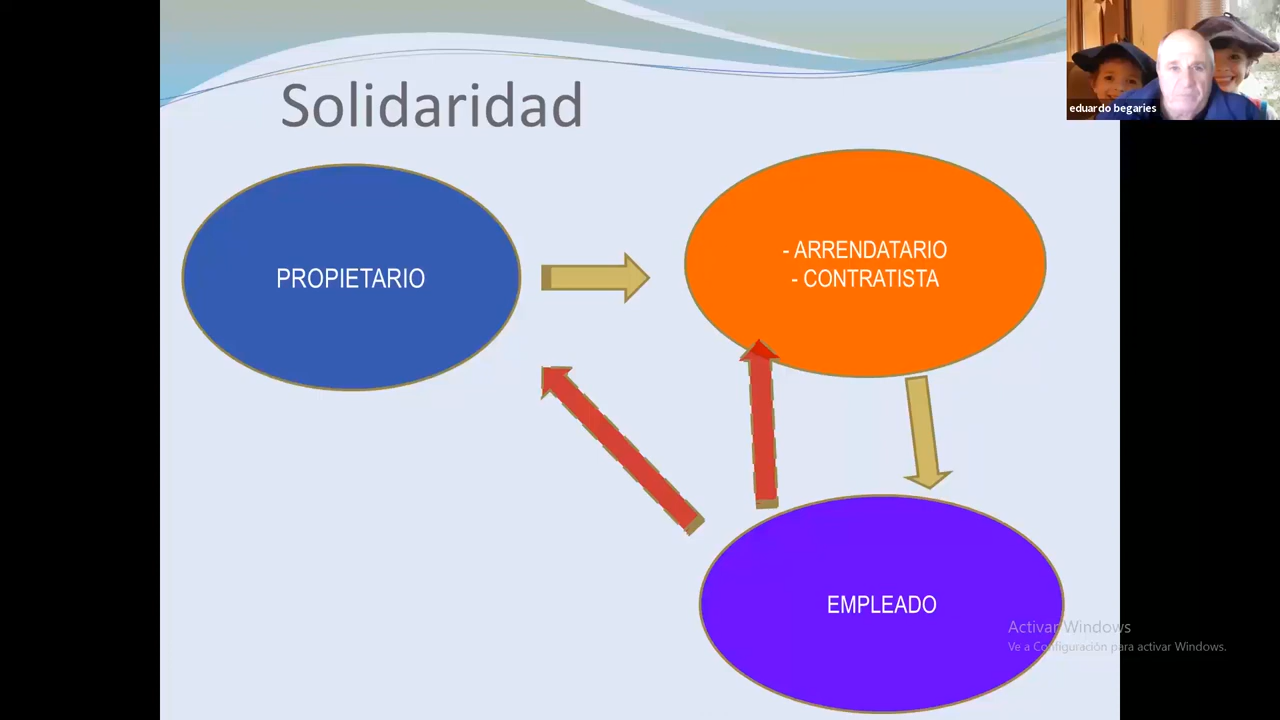 Solidaridad
eduardo begaries
PROPIETARIO
- ARRENDATARIO
- CONTRATISTA
EMPLEADO
Activar Windows
Ve a Configuración para activar Windows.